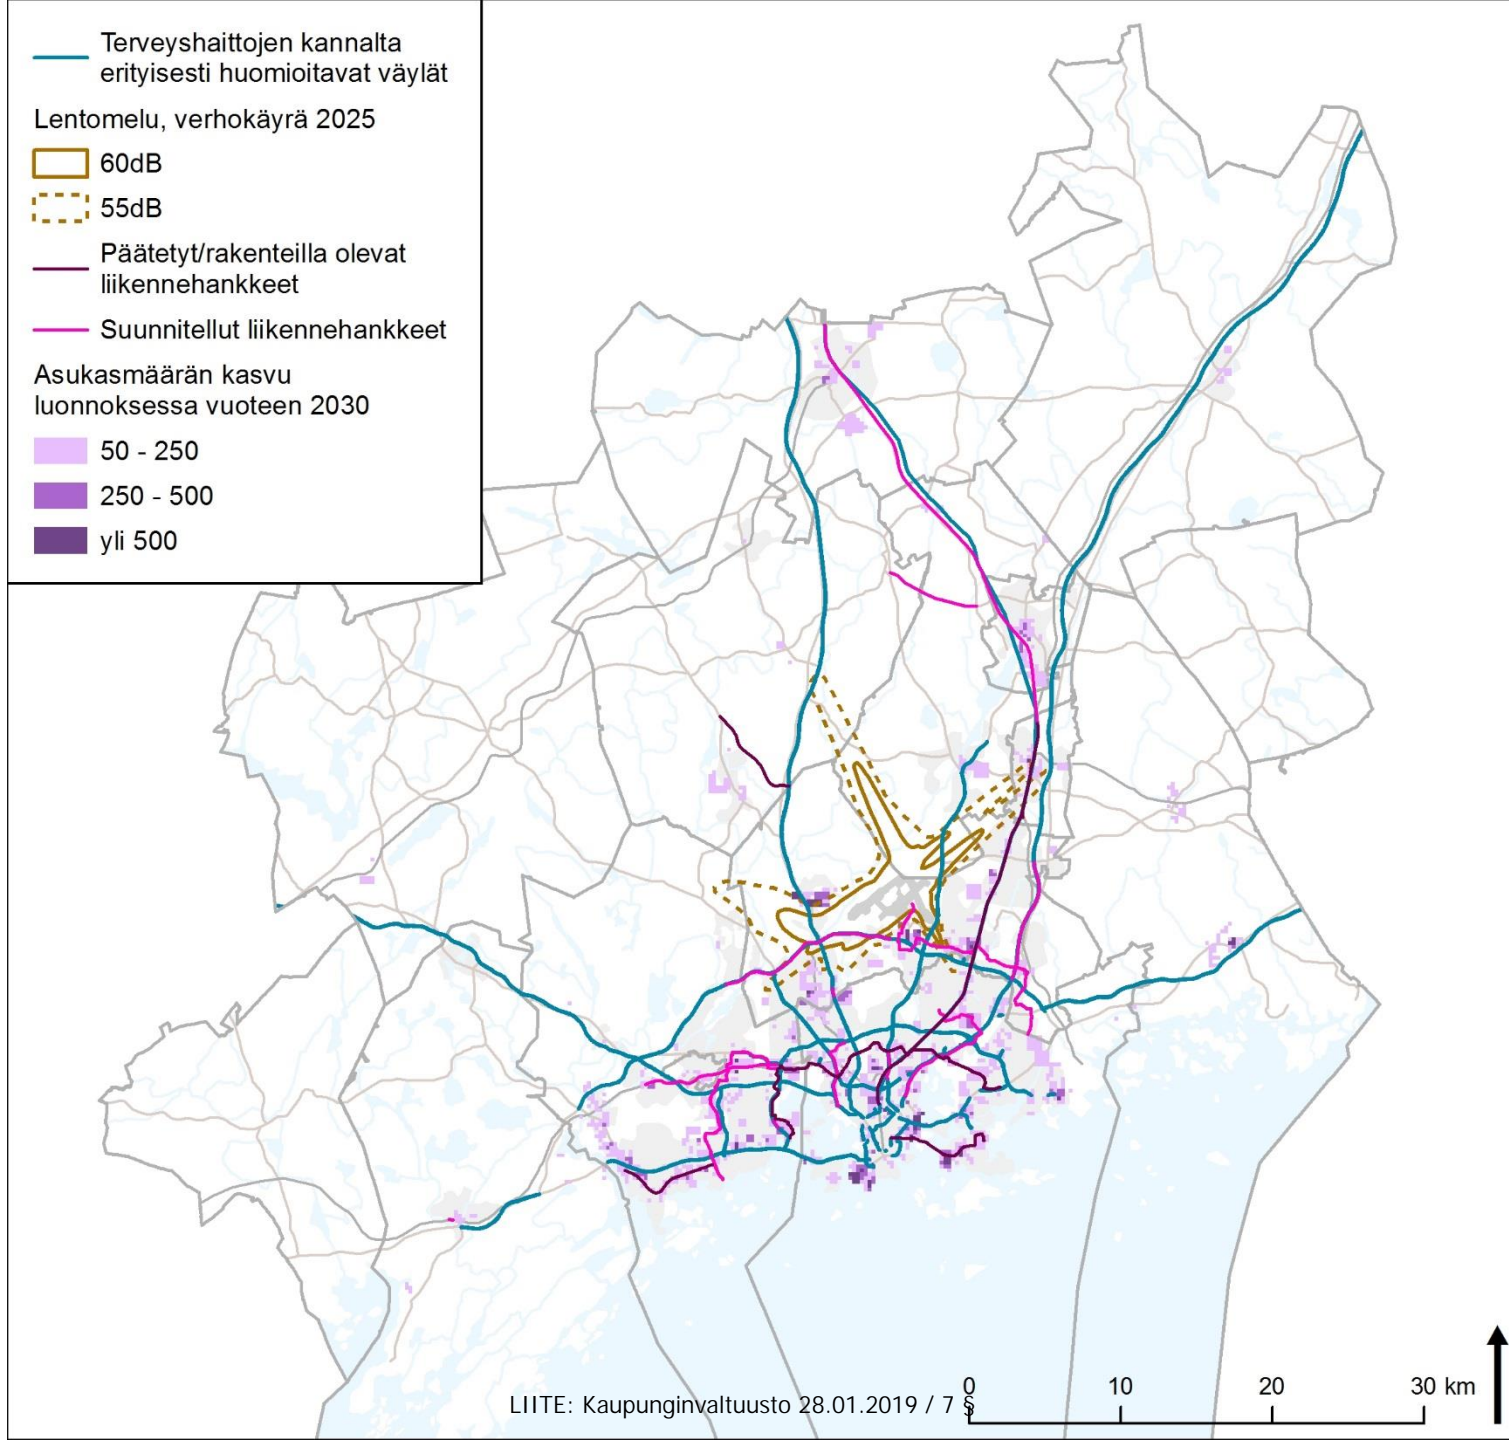 Terveyshaittojen kannalta
erityisesti huomioitavat väylät
Lentomelu, verhokäyrä 2025
60dB
55dB
Päätetyt/rakenteilla olevat
liikennehankkeet
Suunnitellut liikennehankkeet
Asukasmäärän kasvu
luonnoksessa vuoteen 2030
50 - 250
250 - 500
yli 500
0 10 20 30 km
LIITE: Kaupunginvaltuusto 28.01.2019 / 7 §